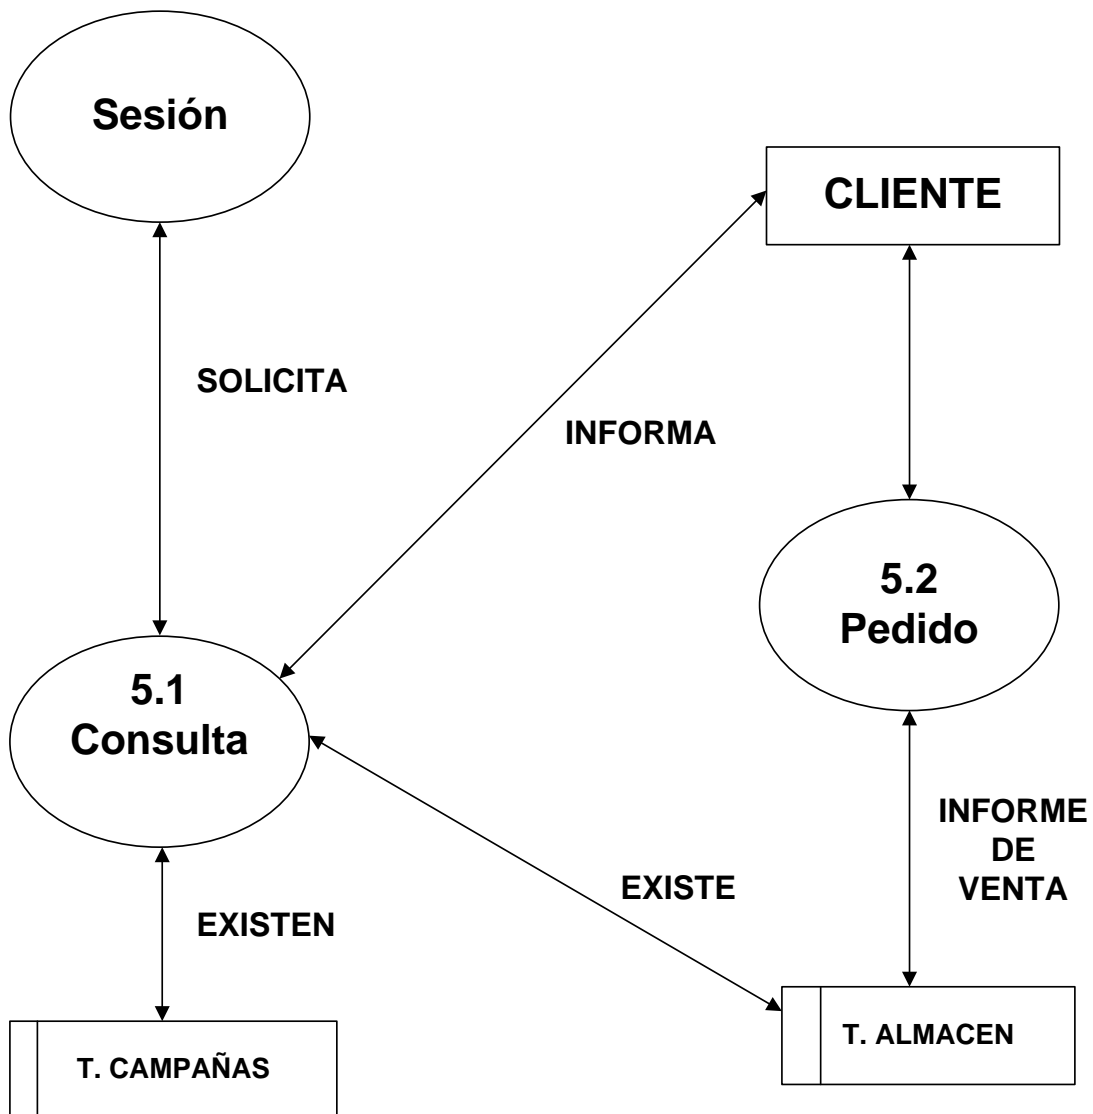 Sesión
CLIENTE
SOLICITA
INFORMA
5.2
Pedido
5.1
Consulta
INFORME
DE
VENTA
EXISTE
EXISTEN
T. ALMACEN
T. CAMPAÑAS